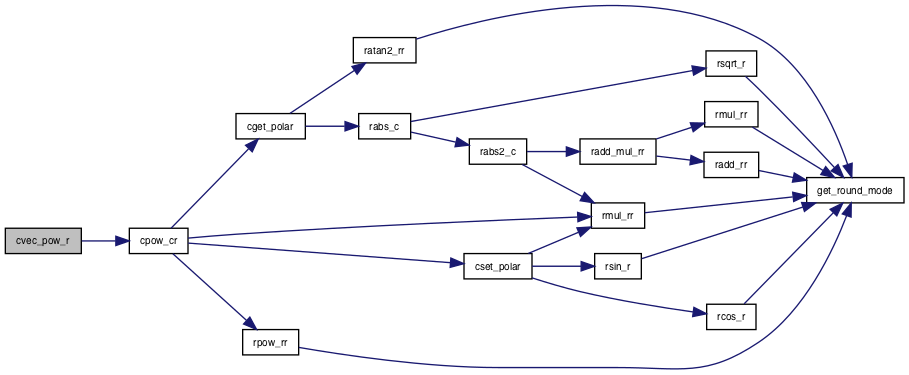 ratan2_rr
rsqrt_r
cget_polar
rabs_c
rmul_rr
rabs2_c
radd_mul_rr
radd_rr
get_round_mode
cvec_pow_r
cpow_cr
rmul_rr
cset_polar
rsin_r
rcos_r
rpow_rr